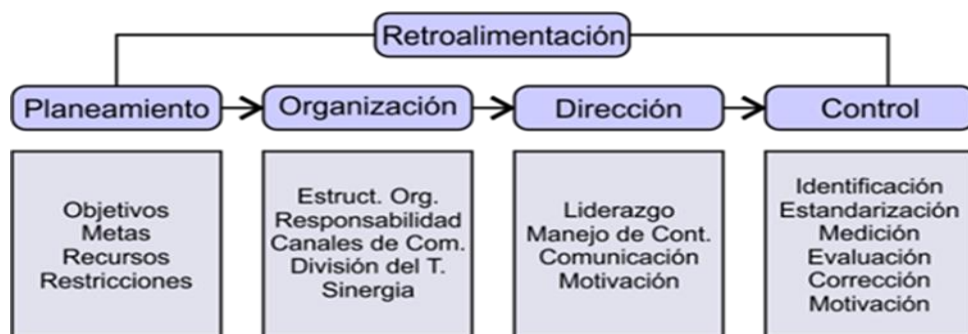 Retroalimentación
Planeamiento
Organización
Dirección
Control
Objetivos
Metas
Recursos
Restricciones
Estruct. Org.
Responsabilidad
Canales de Com.
División del T.
Sinergia
Liderazgo
Manejo de Cont.
Comunicación
Motivación
Identificación
Estandarización
Medición
Evaluación
Corrección
Motivación